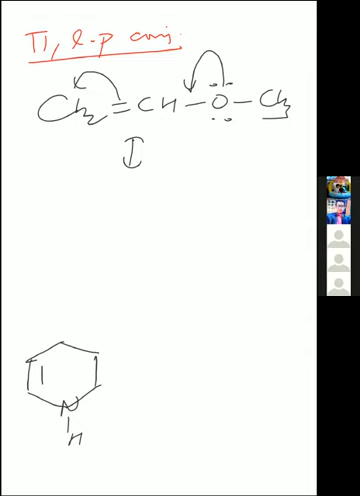 π, l-p conj.
CH₂ = CH – O – CH₃
N
H